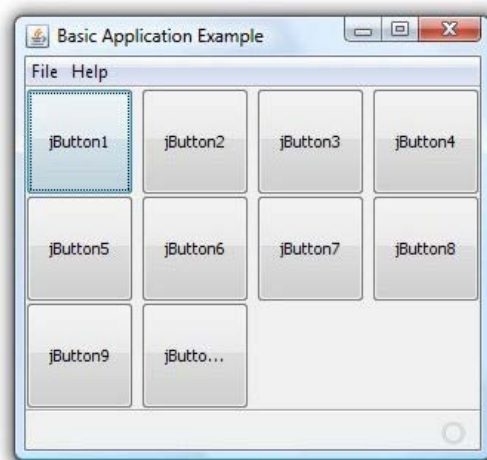 Basic Application Example
File Help
jButton1 jButton2 jButton3 jButton4
jButton5 jButton6 jButton7 jButton8
jButton9 jButto...